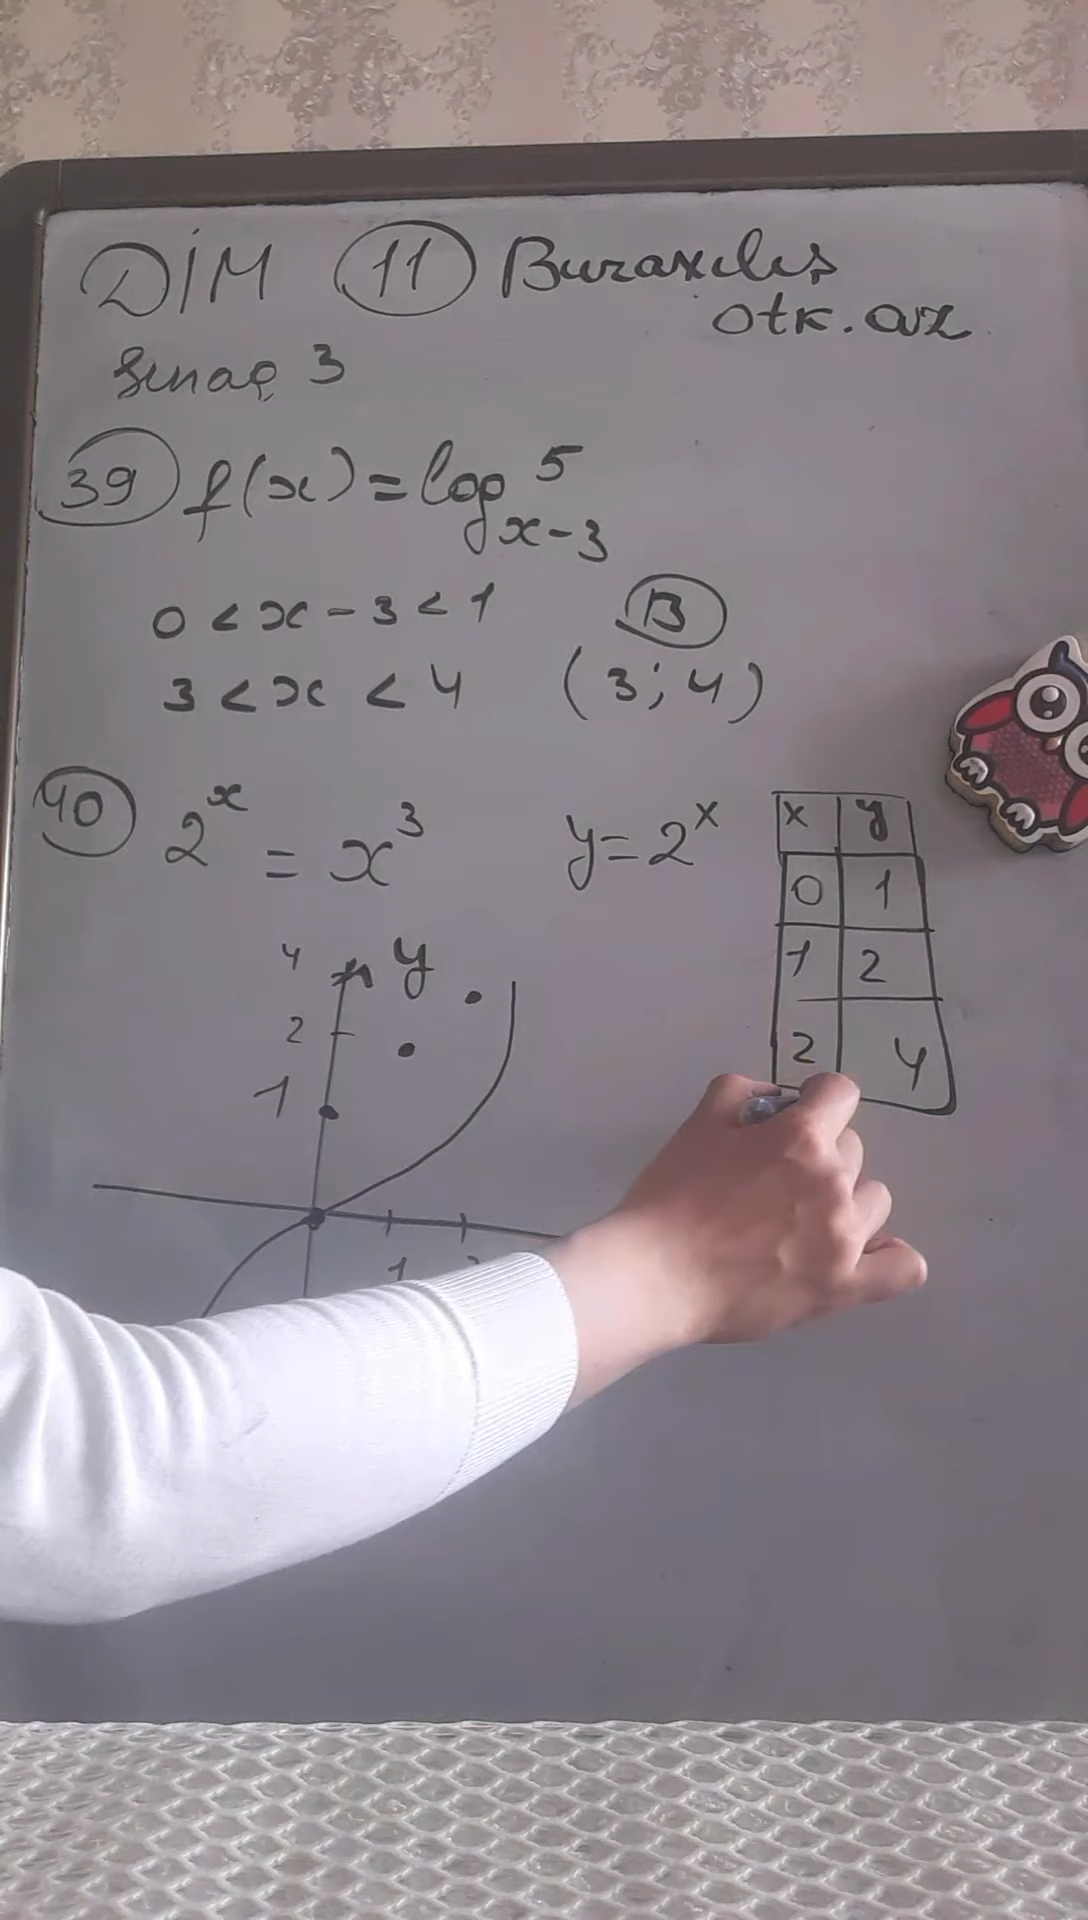 DİM 11 Buraxılış
otk.az
Sınaq 3
39 f(x) = log_{x-3} 5
0 < x - 3 < 1 B
3 < x < 4 (3; 4)
40 2^x = x^3 y = 2^x
x y
0 1
1 2
2 4
4 y
2
1
1